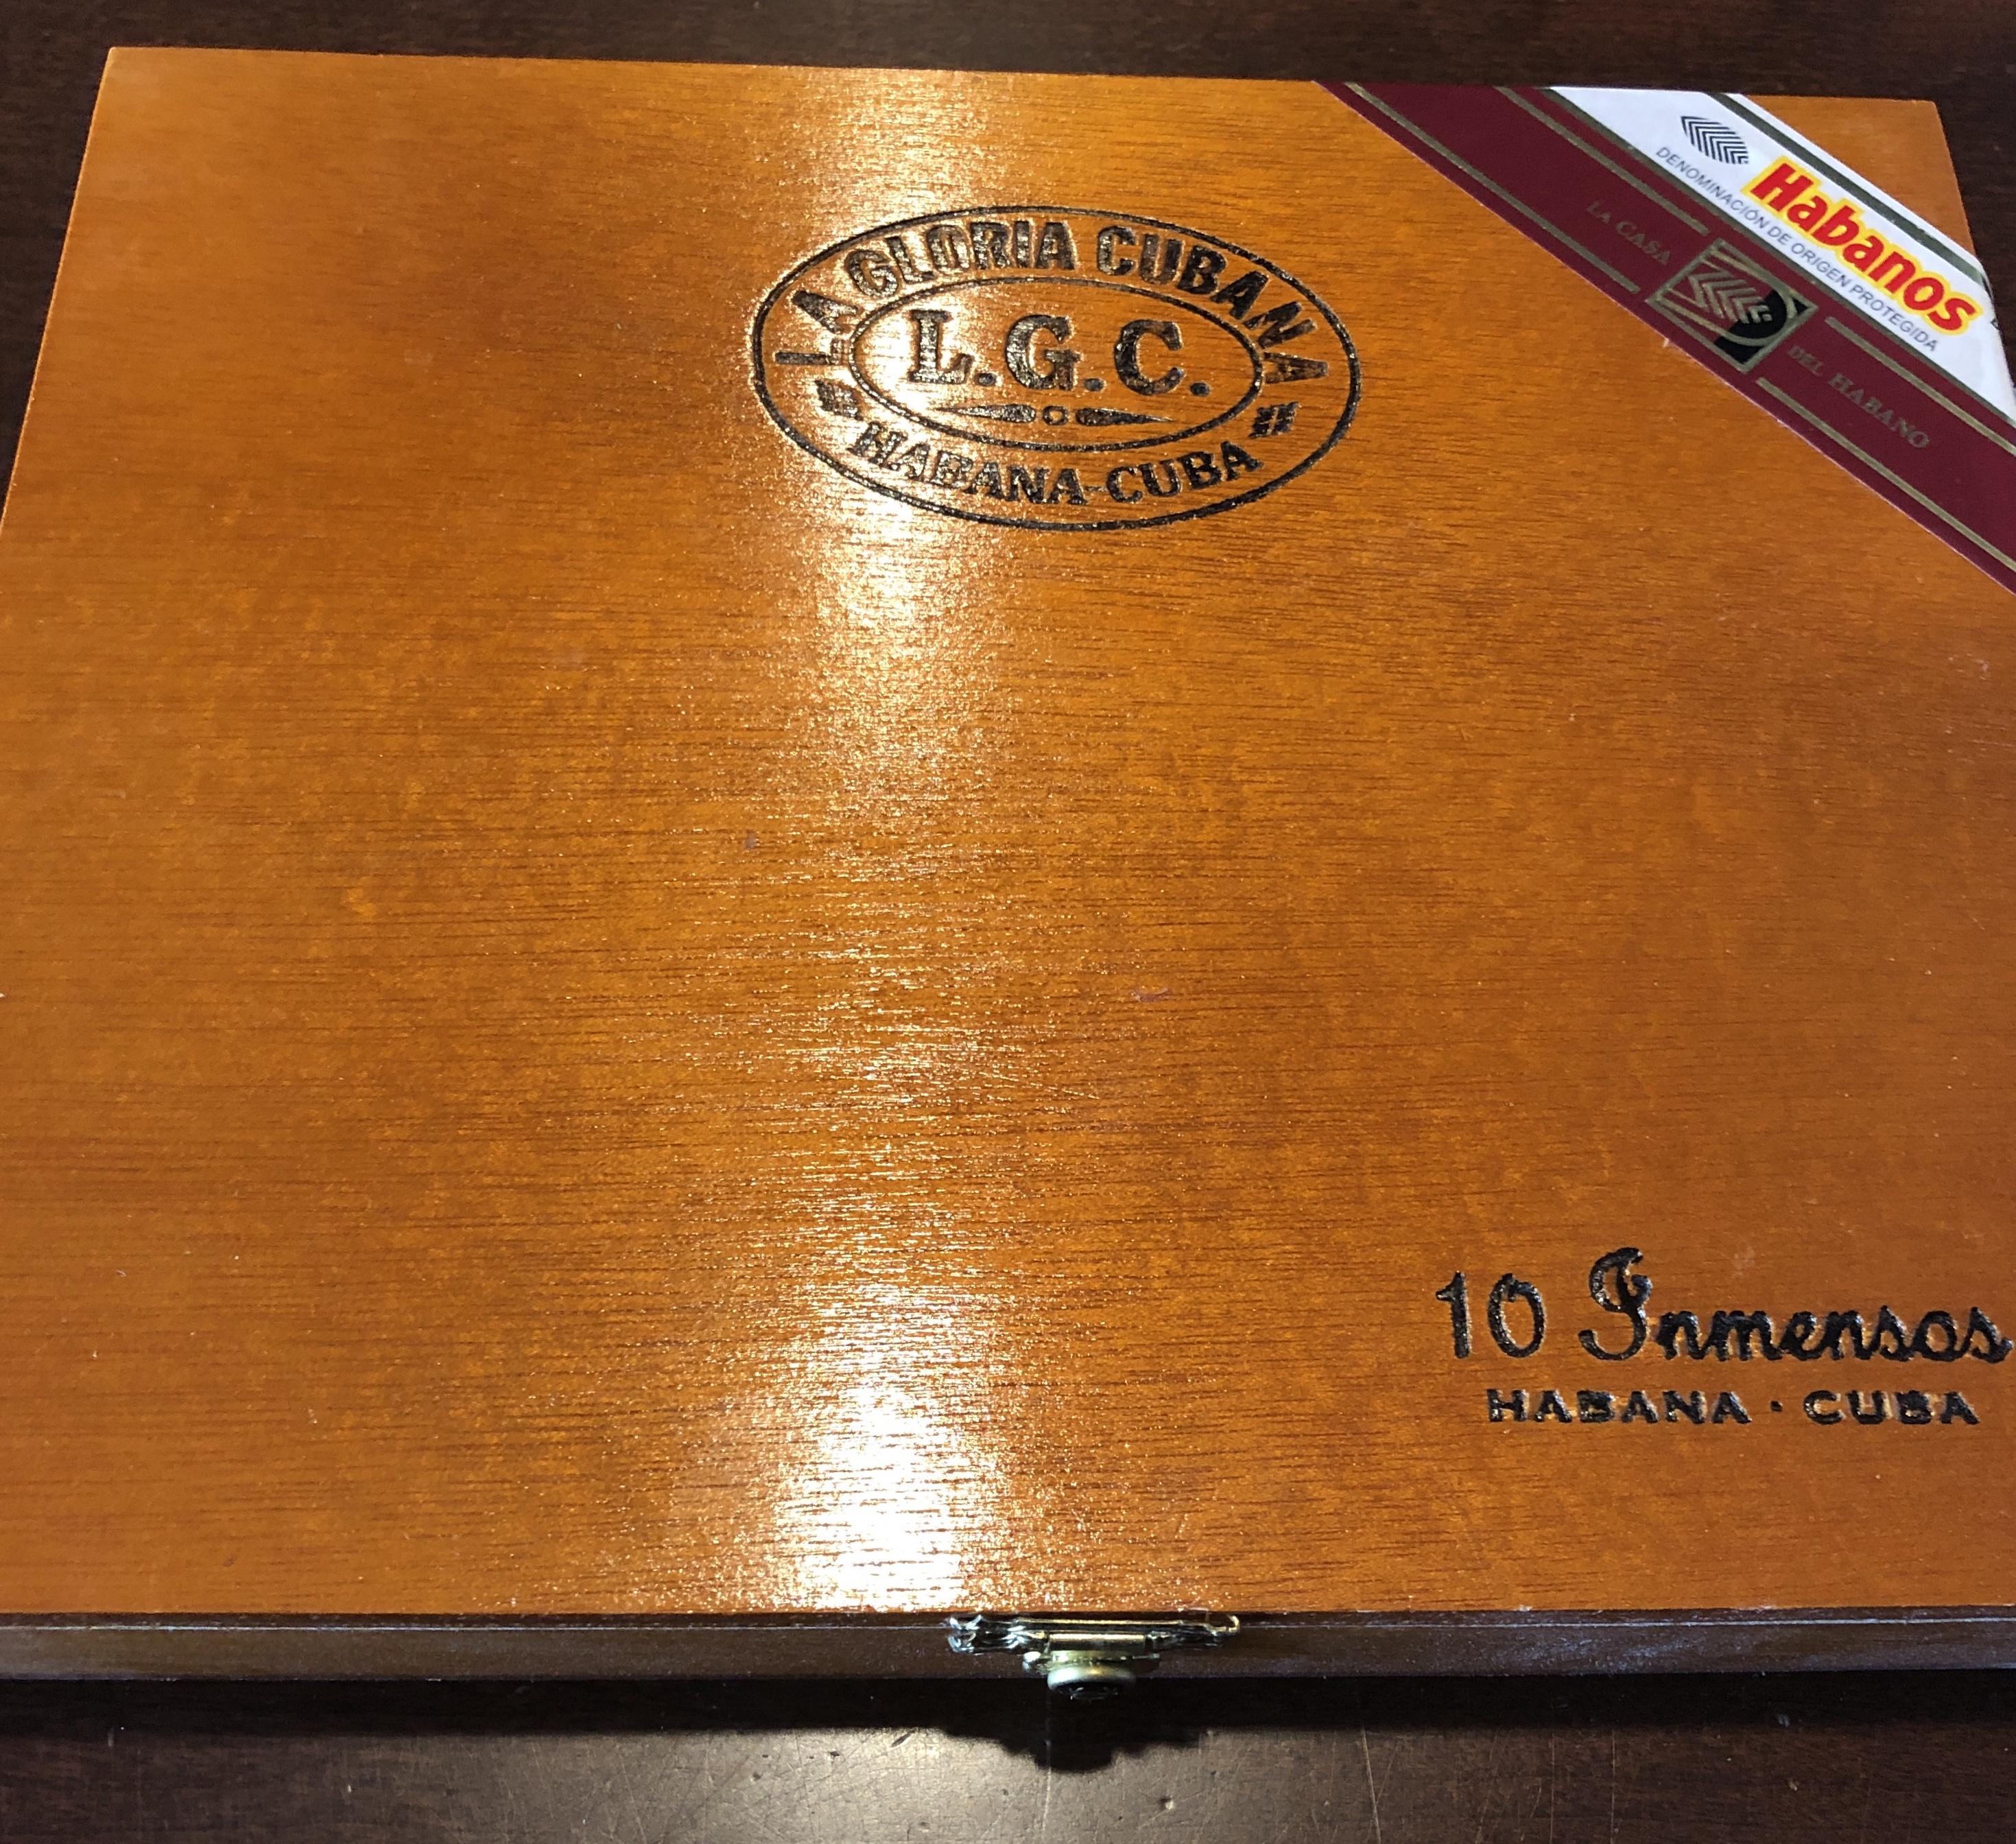 Habanos
DENOMINACIÓN DE ORIGEN PROTEGIDA
LA CASA DEL HABANO
LA GLORIA CUBANA
L.G.C.
HABANA-CUBA
10 Inmensos
HABANA · CUBA